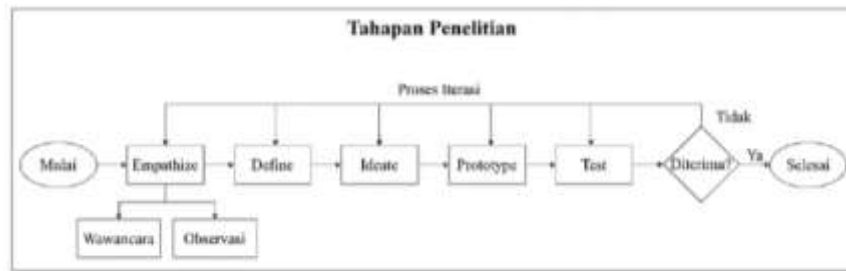 Tahapan Penelitian
Proses Iterasi
Tidak
Mulai
Empathize
Define
Ideate
Prototype
Test
Diterima?
Ya
Selesai
Wawancara
Observasi